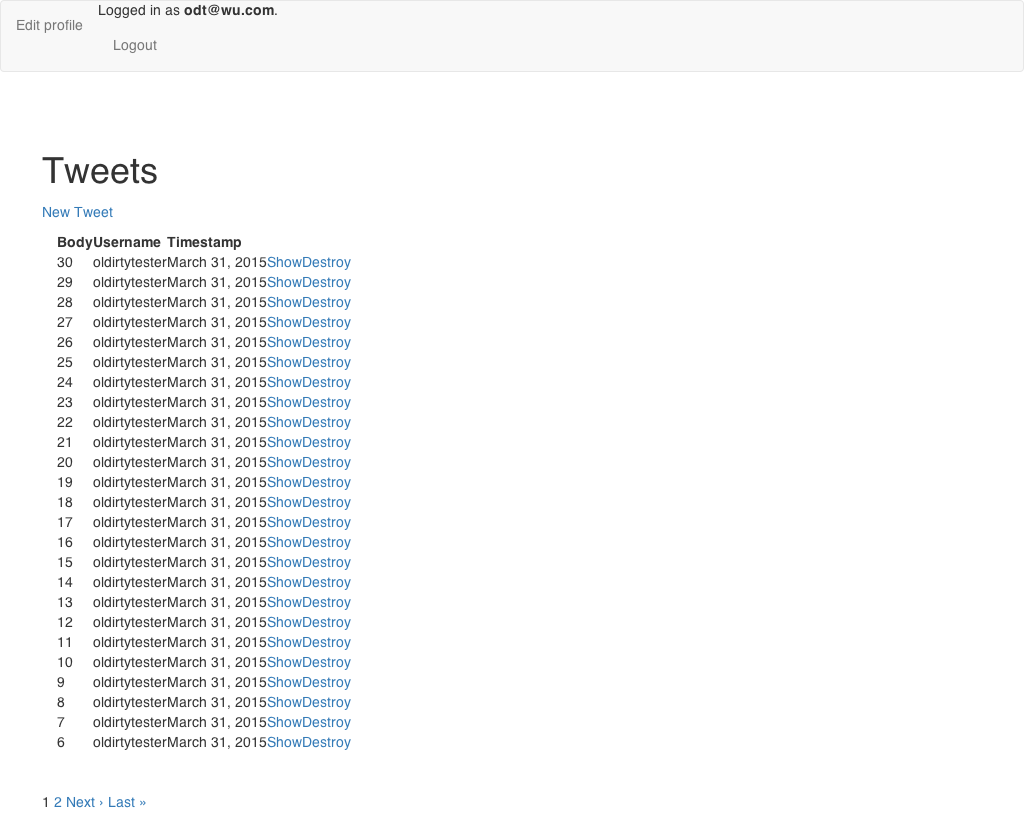 Logged in as odt@wu.com.
Edit profile
Logout
Tweets
New Tweet
Body Username Timestamp
30 oldirtytester March 31, 2015 Show Destroy
29 oldirtytester March 31, 2015 Show Destroy
28 oldirtytester March 31, 2015 Show Destroy
27 oldirtytester March 31, 2015 Show Destroy
26 oldirtytester March 31, 2015 Show Destroy
25 oldirtytester March 31, 2015 Show Destroy
24 oldirtytester March 31, 2015 Show Destroy
23 oldirtytester March 31, 2015 Show Destroy
22 oldirtytester March 31, 2015 Show Destroy
21 oldirtytester March 31, 2015 Show Destroy
20 oldirtytester March 31, 2015 Show Destroy
19 oldirtytester March 31, 2015 Show Destroy
18 oldirtytester March 31, 2015 Show Destroy
17 oldirtytester March 31, 2015 Show Destroy
16 oldirtytester March 31, 2015 Show Destroy
15 oldirtytester March 31, 2015 Show Destroy
14 oldirtytester March 31, 2015 Show Destroy
13 oldirtytester March 31, 2015 Show Destroy
12 oldirtytester March 31, 2015 Show Destroy
11 oldirtytester March 31, 2015 Show Destroy
10 oldirtytester March 31, 2015 Show Destroy
9 oldirtytester March 31, 2015 Show Destroy
8 oldirtytester March 31, 2015 Show Destroy
7 oldirtytester March 31, 2015 Show Destroy
6 oldirtytester March 31, 2015 Show Destroy
1 2 Next › Last »